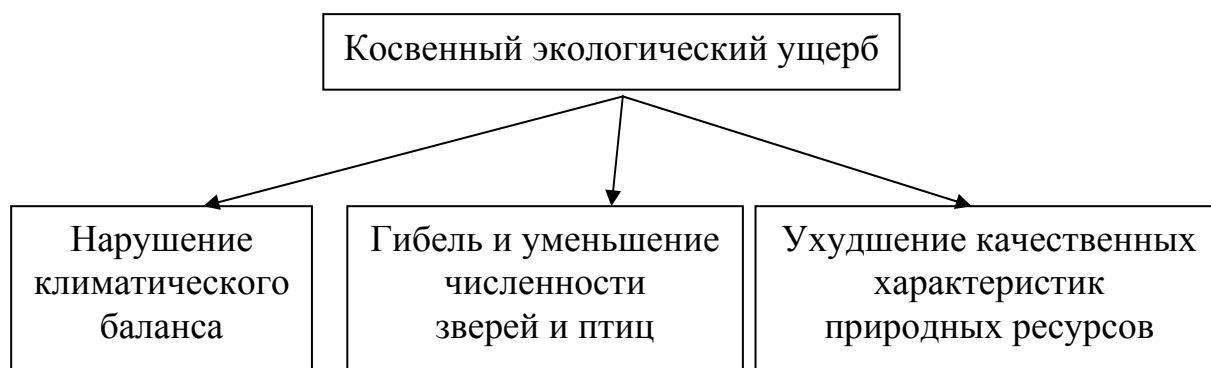 Косвенный экологический ущерб
Нарушение
климатического
баланса
Гибель и уменьшение
численности
зверей и птиц
Ухудшение качественных
характеристик
природных ресурсов